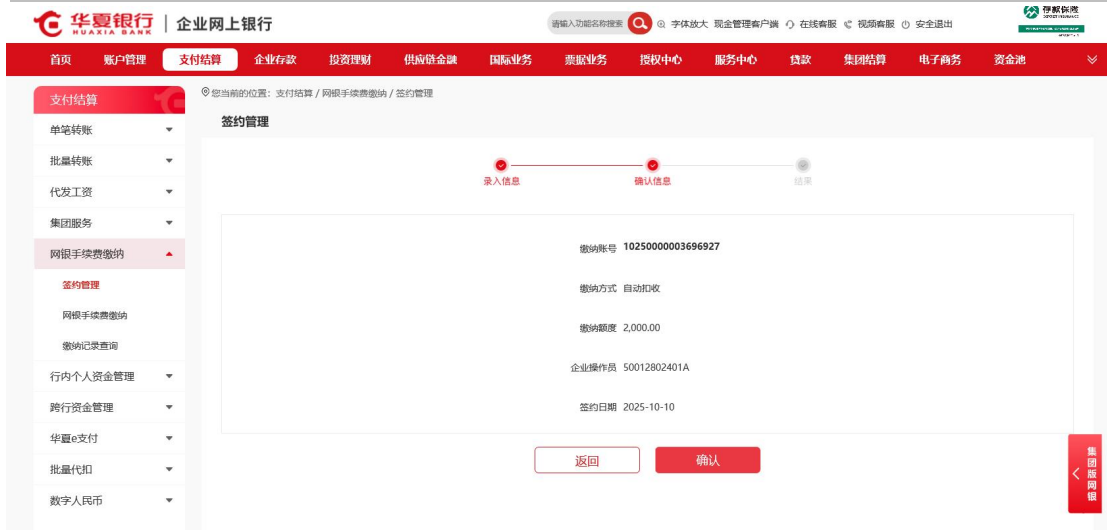 华夏银行 企业网上银行
HUAXIA BANK
请输入功能名称搜索 字体放大 现金管理客户端 在线客服 视频客服 安全退出
存款保险
首页 账户管理 支付结算 企业存款 投资理财 供应链金融 国际业务 票据业务 授权中心 服务中心 贷款 集团结算 电子商务 资金池
支付结算
单笔转账
批量转账
代发工资
集团服务
网银手续费缴纳
签约管理
网银手续费缴纳
缴纳记录查询
行内个人资金管理
跨行资金管理
华夏e支付
批量代扣
数字人民币
您当前的位置：支付结算 / 网银手续费缴纳 / 签约管理
签约管理
录入信息 确认信息 结束
缴纳账号 10250000003696927
缴纳方式 自动扣收
缴纳额度 2,000.00
企业操作员 50012802401A
签约日期 2025-10-10
返回 确认
集团版网银